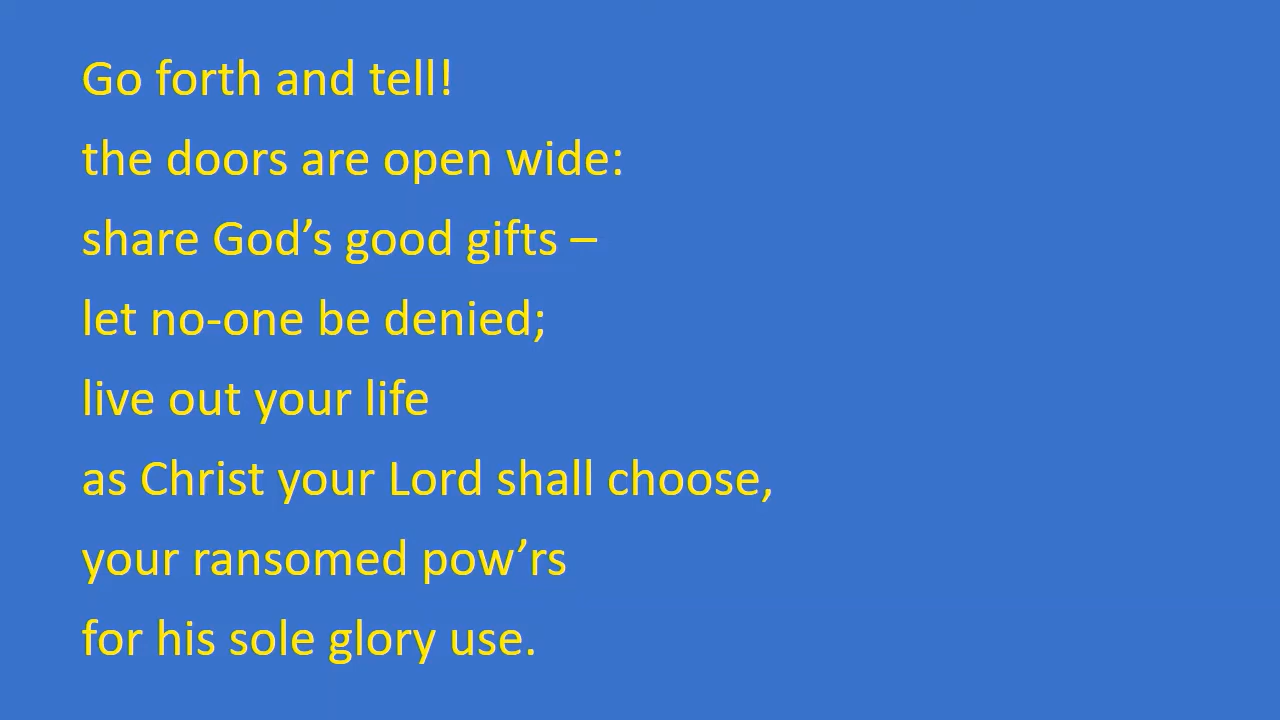 Go forth and tell!
the doors are open wide:
share God’s good gifts –
let no-one be denied;
live out your life
as Christ your Lord shall choose,
your ransomed pow’rs
for his sole glory use.